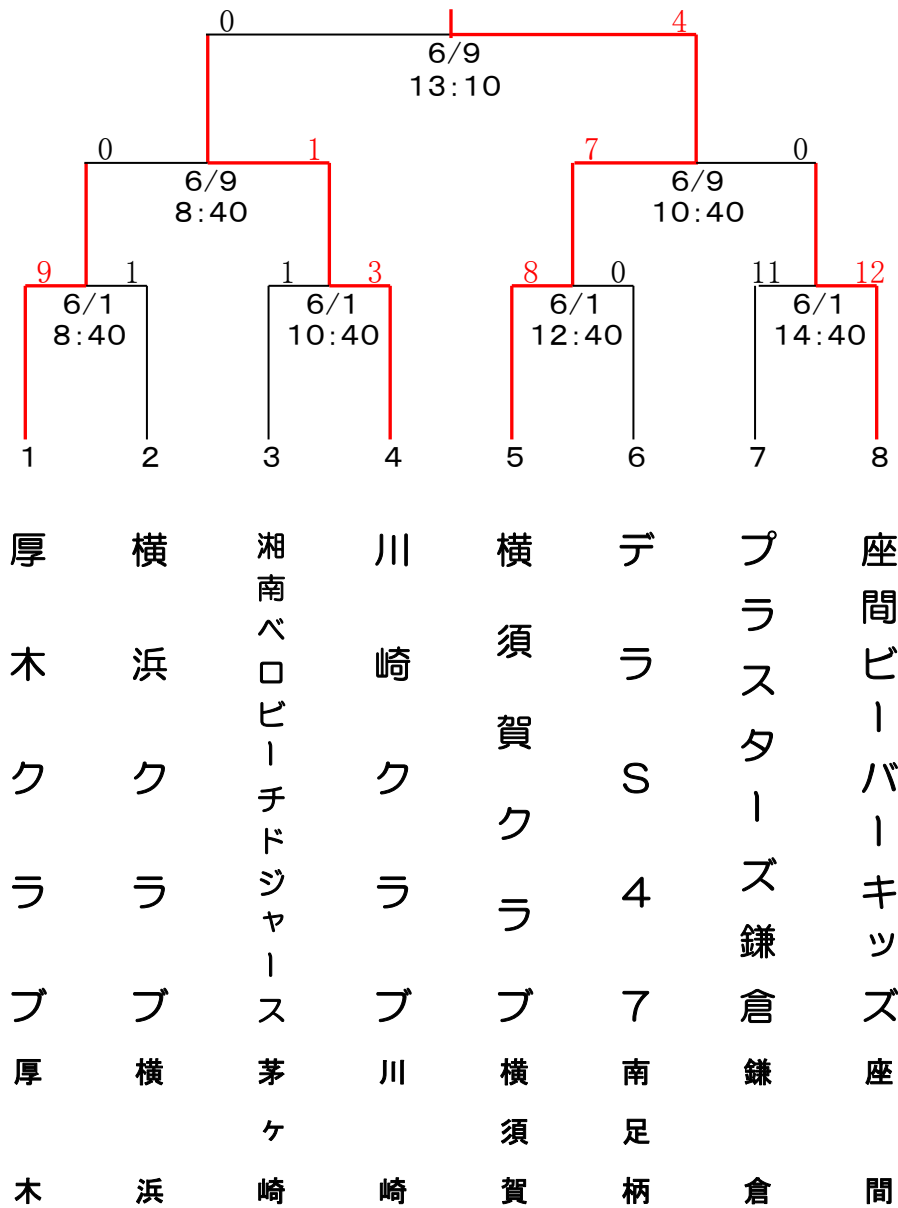 0
4
6/9
13:10
0
1
7
0
6/9
8:40
6/9
10:40
9
1
1
3
8
0
11
12
6/1
8:40
6/1
10:40
6/1
12:40
6/1
14:40
1
2
3
4
5
6
7
8
厚木クラブ
横浜クラブ
湘南ベロビーチドジャース
川崎クラブ
横須賀クラブ
デラS47
プラスターズ鎌倉
座間ビーバーキッズ
厚木
横浜
茅ヶ崎
川崎
横須賀
南足柄
鎌倉
座間